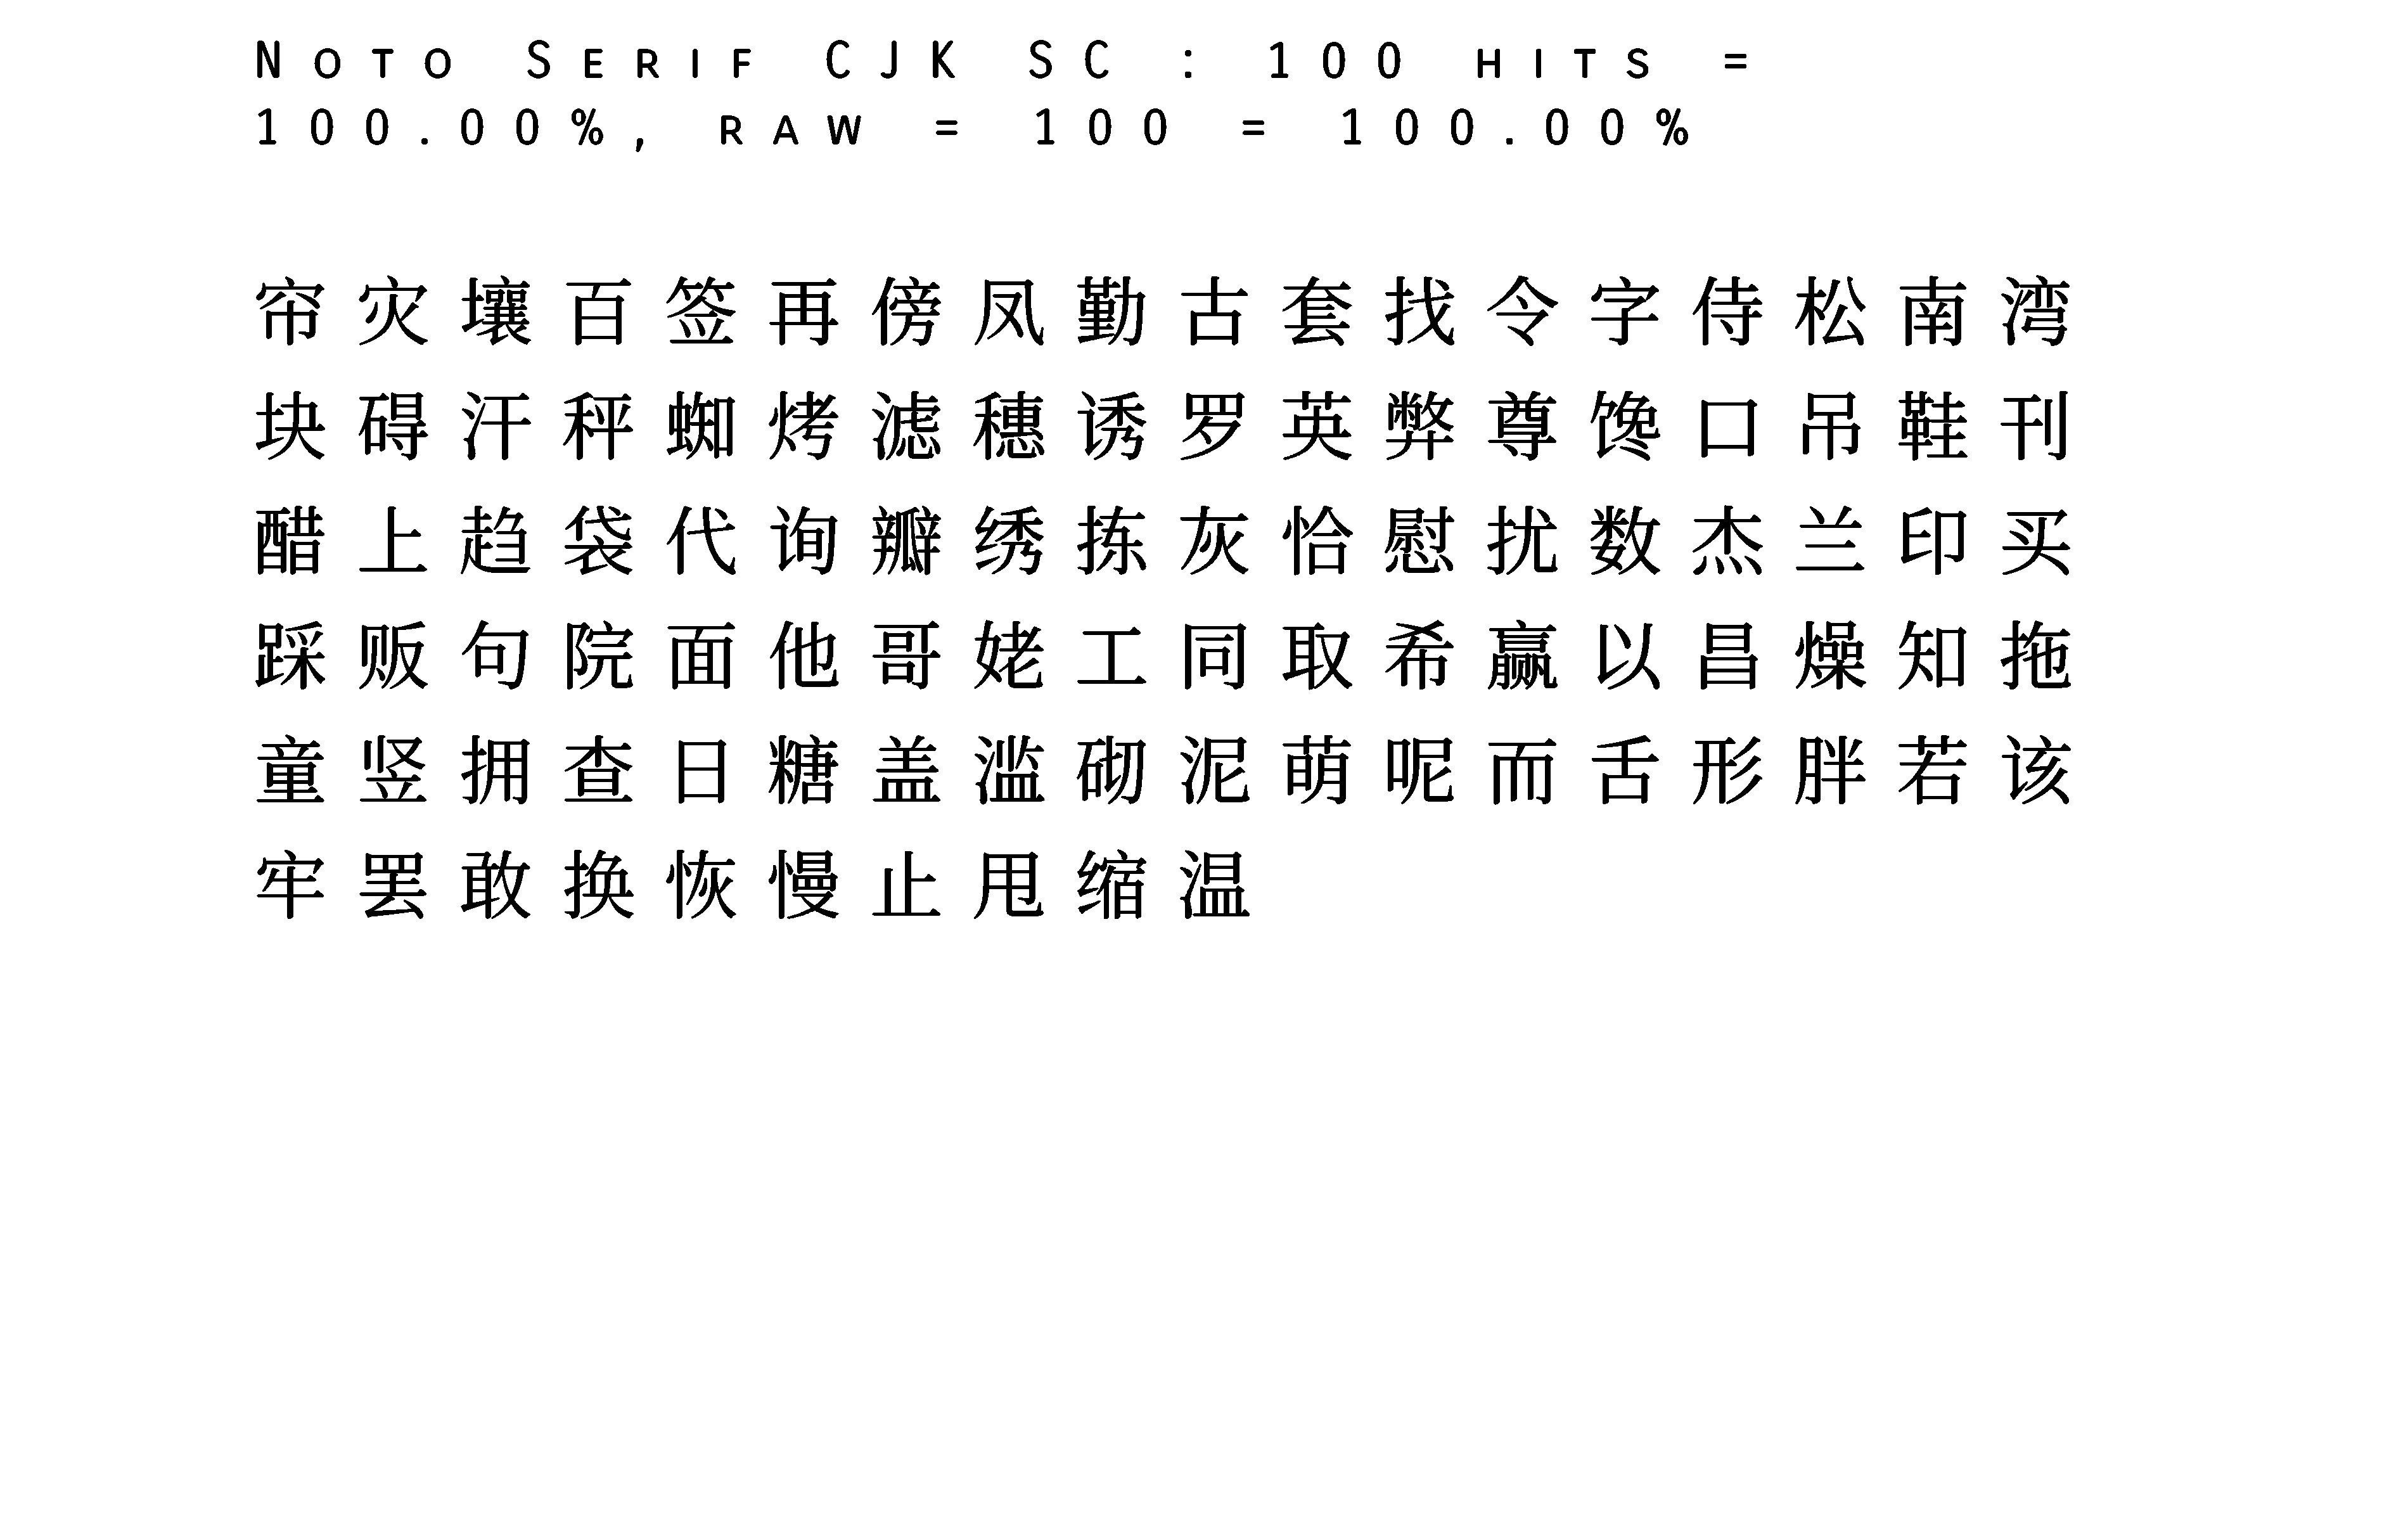 Noto Serif CJK SC : 100 hits =
100.00%, raw = 100 = 100.00%
帘灾壤百签再傍凤勤古套找令字侍松南湾
块碍汗秤蜘烤滤穗诱罗英弊尊馋口吊鞋刊
醋上趋袋代询瓣绣拣灰恰慰扰数杰兰印买
踩贩句院面他哥姥工同取希赢以昌燥知拖
童竖拥查日糖盖滥砌泥萌呢而舌形胖若该
牢罢敢换恢慢止甩缩温